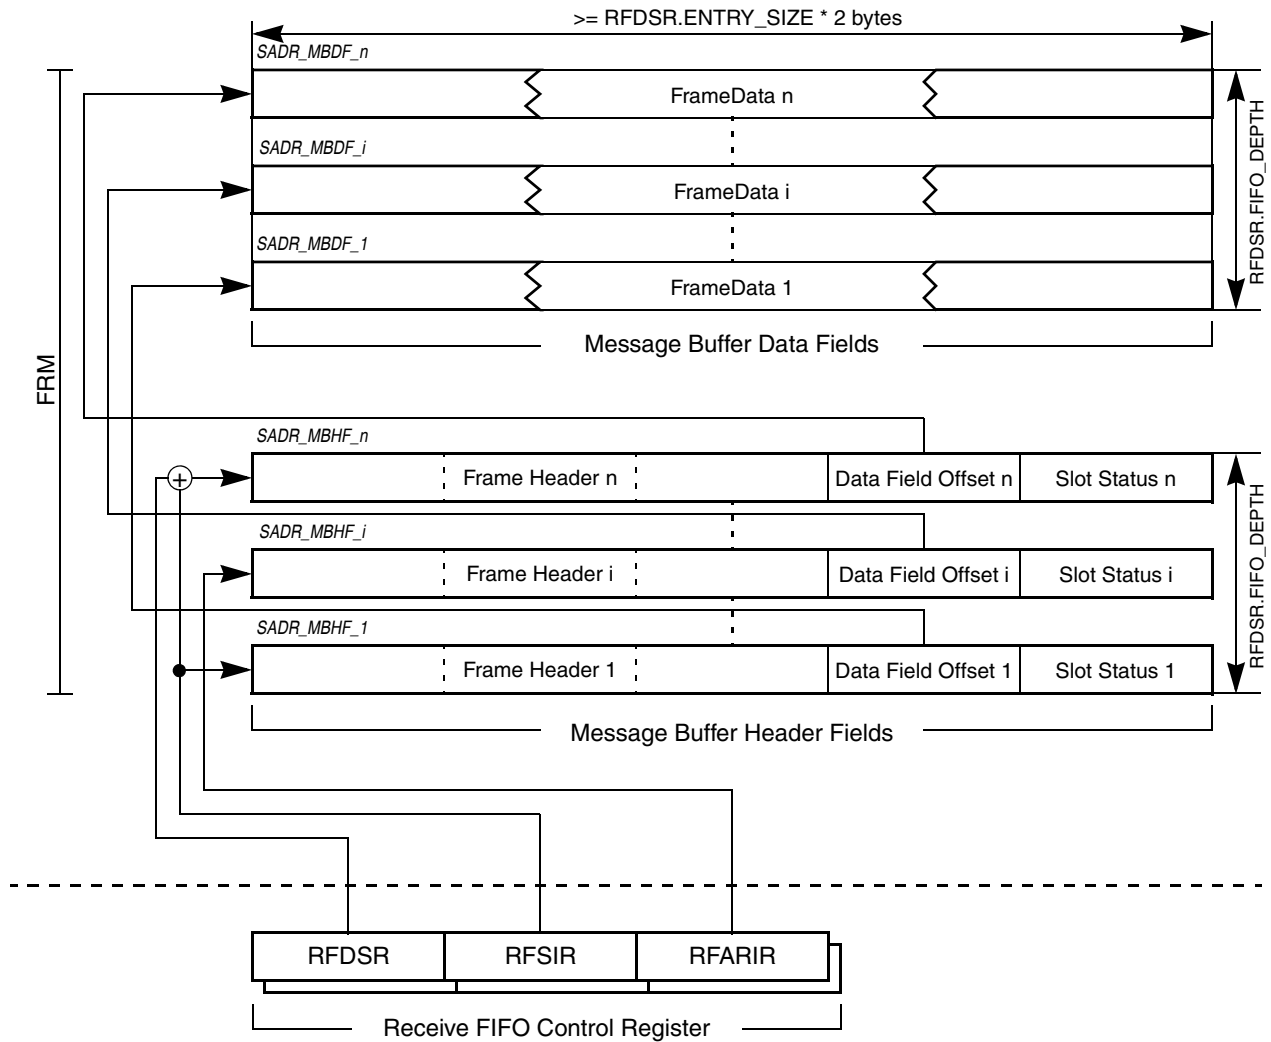 >= RFDSR.ENTRY_SIZE * 2 bytes
SADR_MBDF_n
FrameData n
SADR_MBDF_i
FrameData i
SADR_MBDF_1
FrameData 1
RFDSR.FIFO_DEPTH
Message Buffer Data Fields
FRM
SADR_MBHF_n
+
Frame Header n
Data Field Offset n
Slot Status n
SADR_MBHF_i
Frame Header i
Data Field Offset i
Slot Status i
SADR_MBHF_1
Frame Header 1
Data Field Offset 1
Slot Status 1
RFDSR.FIFO_DEPTH
Message Buffer Header Fields
RFDSR
RFSIR
RFARIR
Receive FIFO Control Register